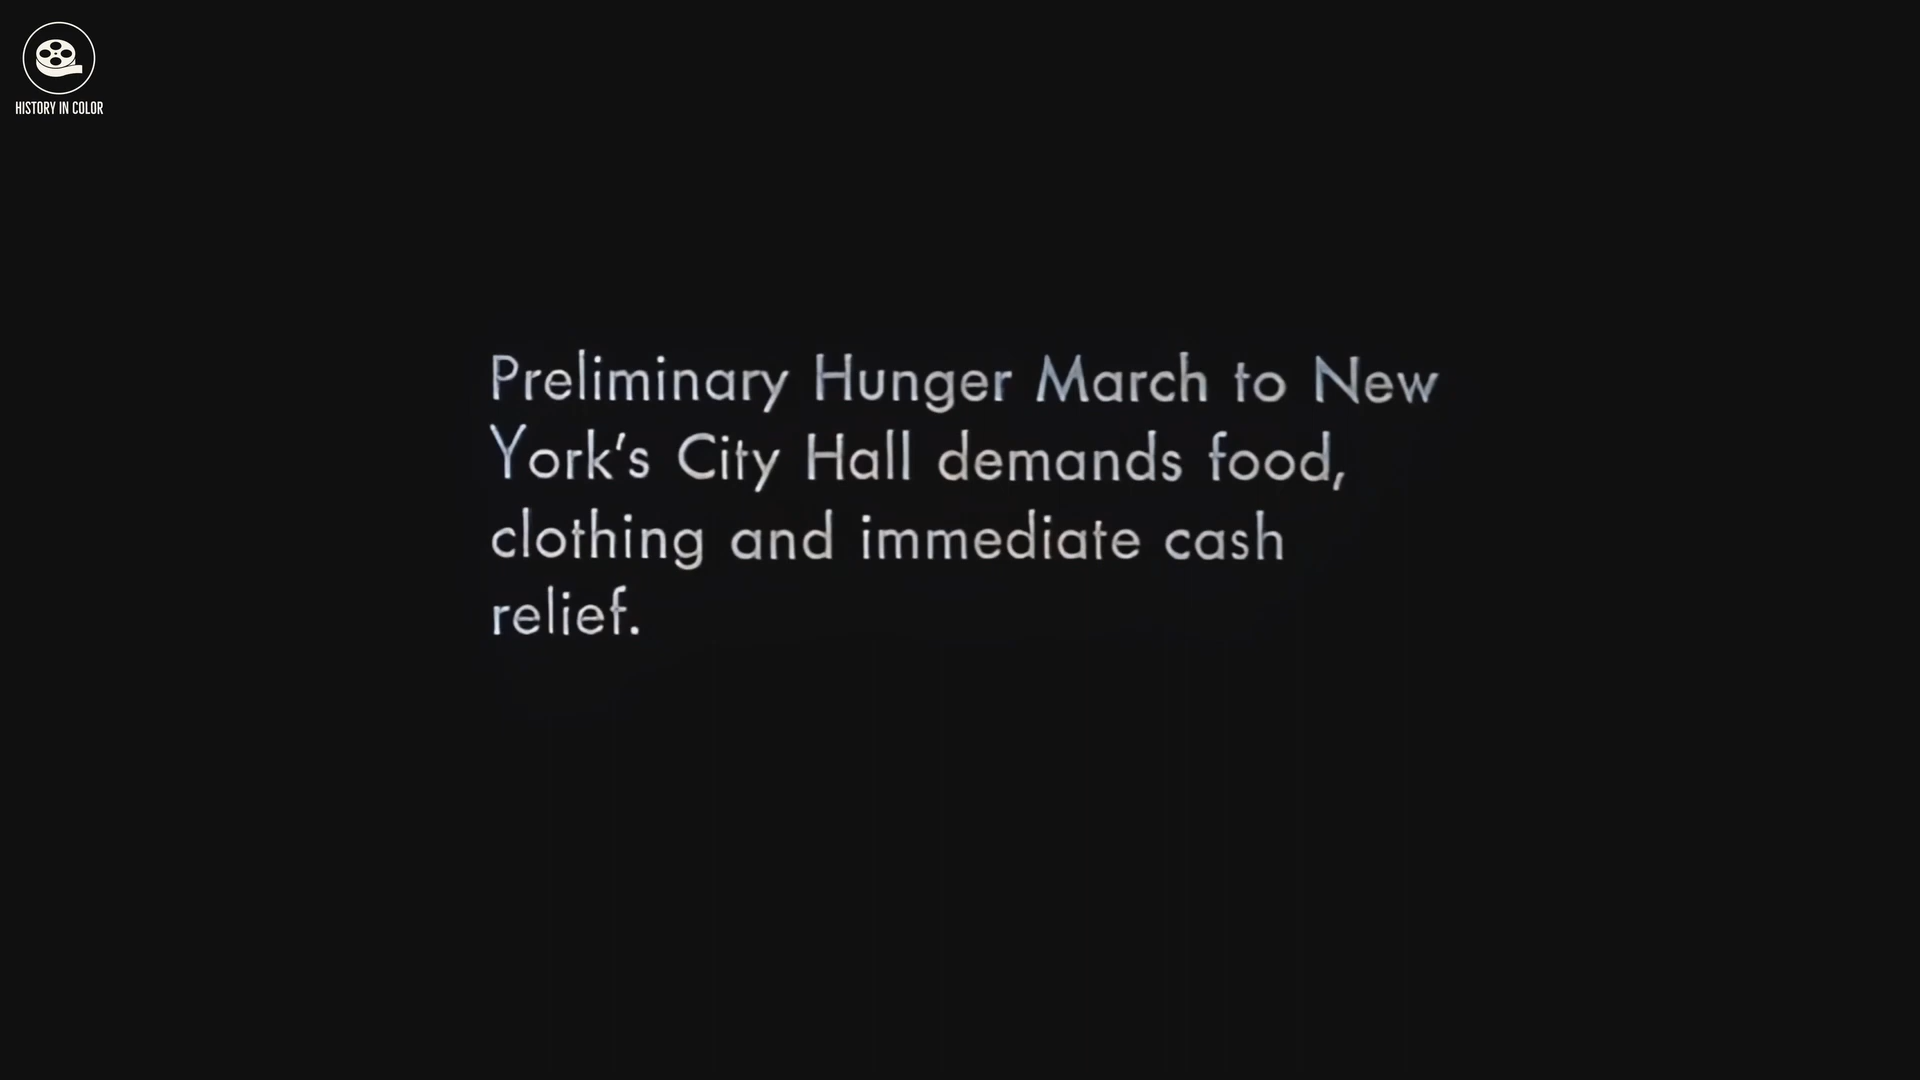 HISTORY IN COLOR
Preliminary Hunger March to New
York's City Hall demands food,
clothing and immediate cash
relief.